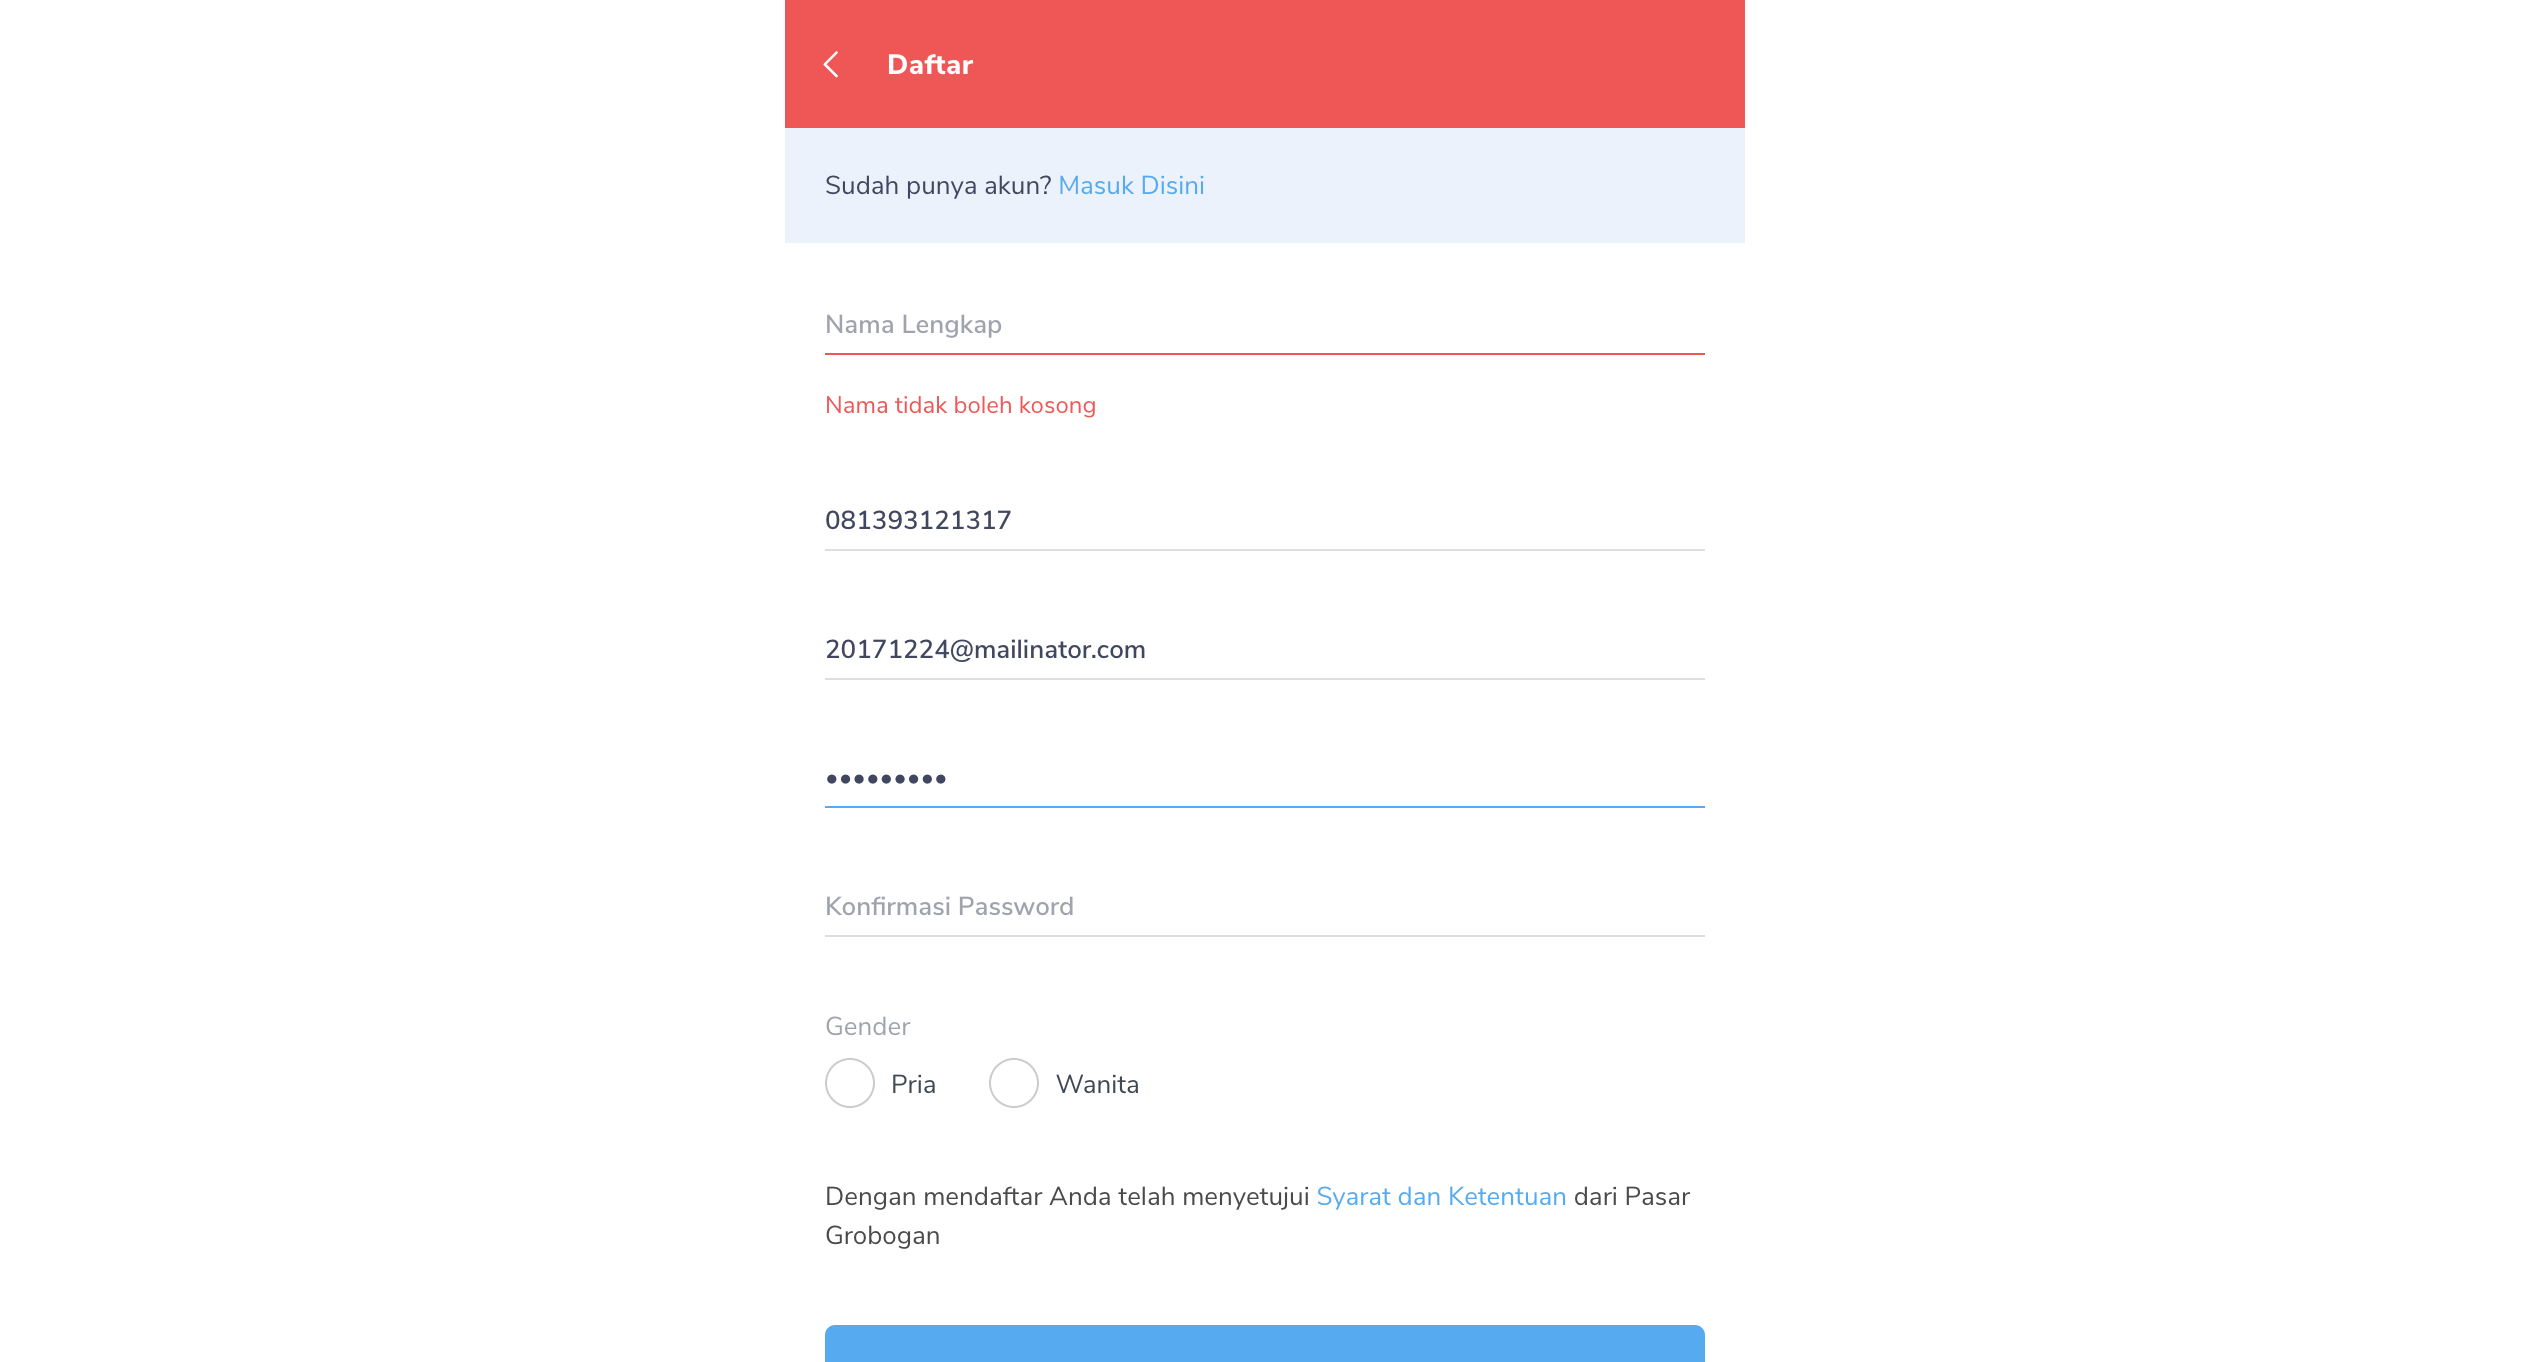 Daftar
Sudah punya akun? Masuk Disini
Nama Lengkap
Nama tidak boleh kosong
081393121317
20171224@mailinator.com
•••••••••
Konfirmasi Password
Gender
Pria Wanita
Dengan mendaftar Anda telah menyetujui Syarat dan Ketentuan dari Pasar
Grobogan